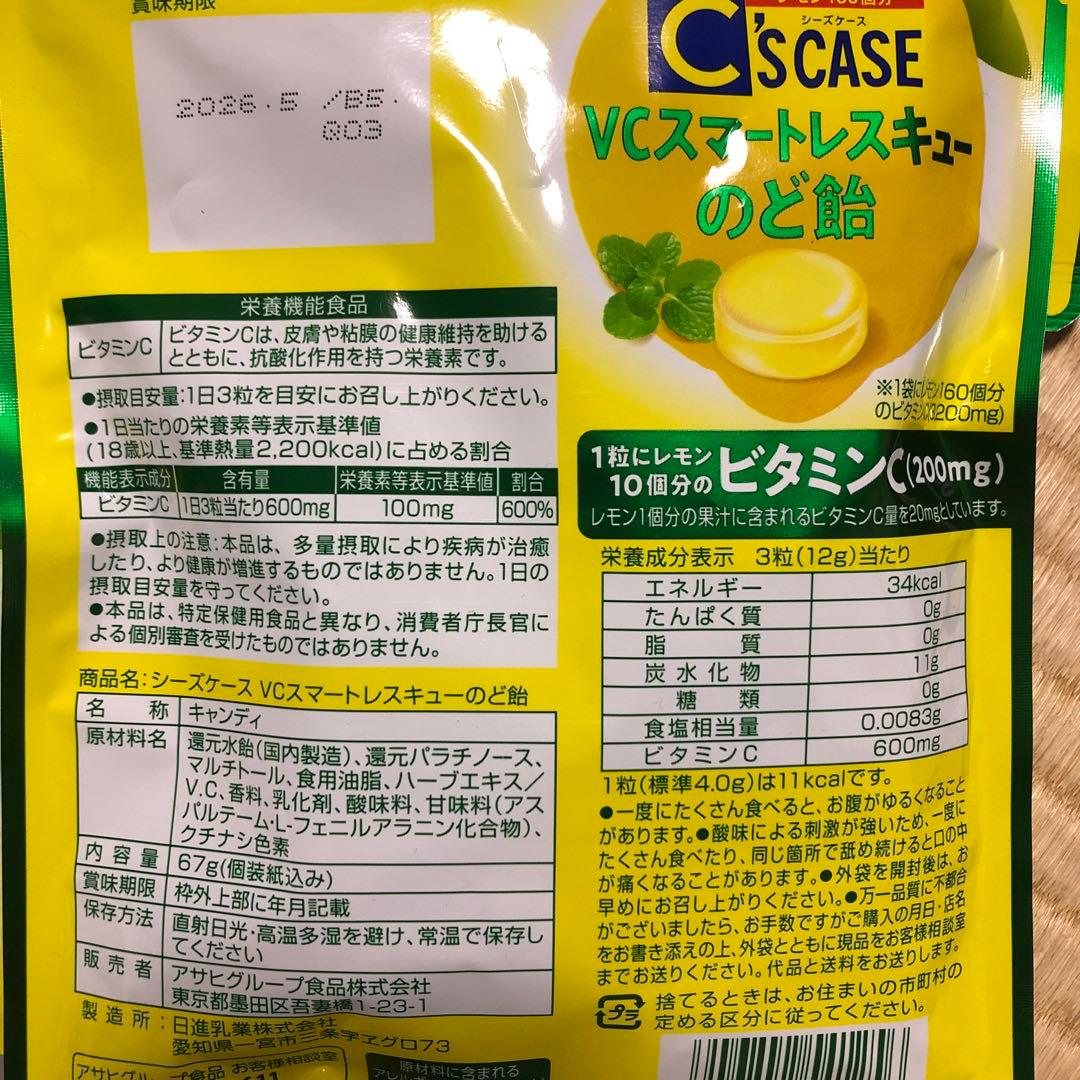 賞味期限
2026.5 /B5.
Q03
シーズケース
C'S CASE
VCスマートレスキュー
のど飴
※1袋にレモン160個分
のビタミンC(3200mg)
1粒にレモン
10個分の ビタミンC(200mg)
レモン1個分の果汁に含まれるビタミンC量を20mgとしています。
栄養機能食品
ビタミンC
ビタミンCは、皮膚や粘膜の健康維持を助ける
とともに、抗酸化作用を持つ栄養素です。
●摂取目安量:1日3粒を目安にお召し上がりください。
●1日当たりの栄養素等表示基準値
(18歳以上、基準熱量2,200kcal)に占める割合
機能表示成分 含有量 栄養素等表示基準値 割合
ビタミンC 1日3粒当たり600mg 100mg 600%
●摂取上の注意:本品は、多量摂取により疾病が治癒
したり、より健康が増進するものではありません。1日の
摂取目安量を守ってください。
●本品は、特定保健用食品と異なり、消費者庁長官に
よる個別審査を受けたものではありません。
商品名:シーズケース VCスマートレスキューのど飴
名称 キャンディ
原材料名 還元水飴(国内製造)、還元パラチノース、
マルチトール、食用油脂、ハーブエキス/
V.C、香料、乳化剤、酸味料、甘味料(アス
パルテーム・L-フェニルアラニン化合物)、
クチナシ色素
内容量 67g(個装紙込み)
賞味期限 枠外上部に年月記載
保存方法 直射日光・高温多湿を避け、常温で保存し
てください
販売者 アサヒグループ食品株式会社
東京都墨田区吾妻橋1-23-1
製造所:日進乳業株式会社
愛知県一宮市三条字ヱグロ73
アサヒグループ食品 お客様相談室
栄養成分表示 3粒(12g)当たり
エネルギー 34kcal
たんぱく質 0g
脂質 0g
炭水化物 11g
糖類 0g
食塩相当量 0.0083g
ビタミンC 600mg
1粒(標準4.0g)は11kcalです。
●一度にたくさん食べると、お腹がゆるくなること
があります。●酸味による刺激が強いため、一度に
たくさん食べたり、同じ箇所で舐め続けると口の中
が痛くなることがあります。●外袋を開封後は、お
早めにお召し上がりください。●万一品質に不都合
がございましたら、お手数ですがご購入の月日・店名
をお書き添えの上、外袋とともに現品をお客様相談室
までお送りください。代品と送料をお送りします。
プラ
捨てるときは、お住まいの市町村の
定める区分に従ってください。
原材料に含まれる